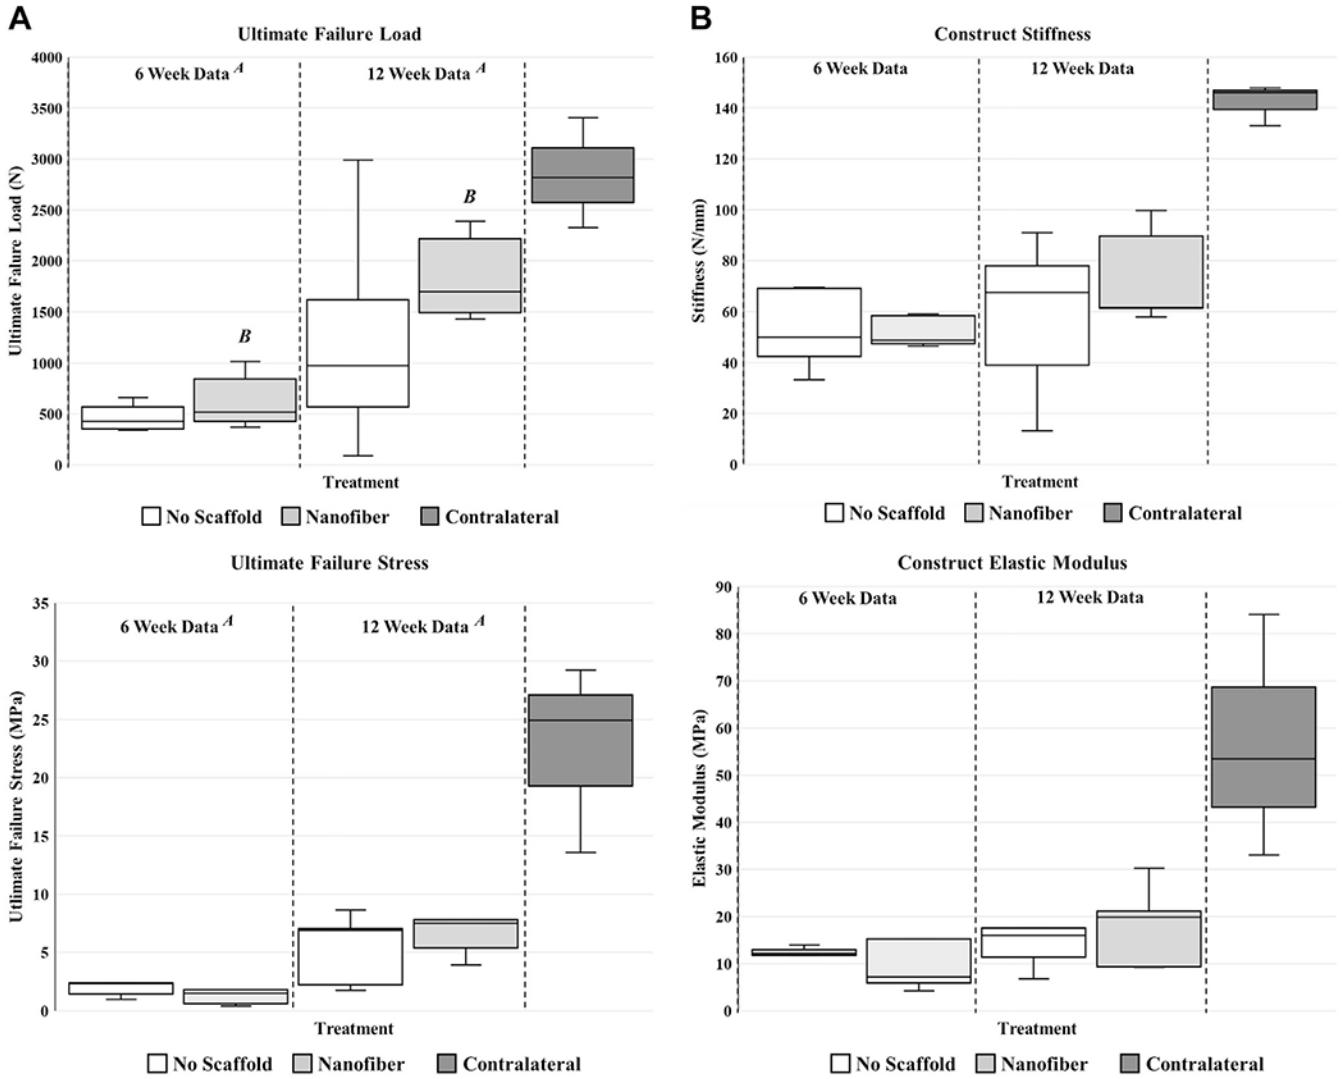 A
Ultimate Failure Load
4000
3500
3000
2500
2000
1500
1000
500
0
Ultimate Falure Load (N)
6 Week Data A
12 Week Data A
B
B
Treatment
No Scaffold Nanofiber Contralateral
B
Construct Stiffness
160
140
120
100
80
60
40
20
0
Stiffness (N/mm)
6 Week Data
12 Week Data
Treatment
No Scaffold Nanofiber Contralateral
Ultimate Failure Stress
35
30
25
20
15
10
5
0
Utlimate Failure Stress (MPa)
6 Week Data A
12 Week Data A
Treatment
No Scaffold Nanofiber Contralateral
Construct Elastic Modulus
90
80
70
60
50
40
30
20
10
0
Elastic Modulus (MPa)
6 Week Data
12 Week Data
Treatment
No Scaffold Nanofiber Contralateral